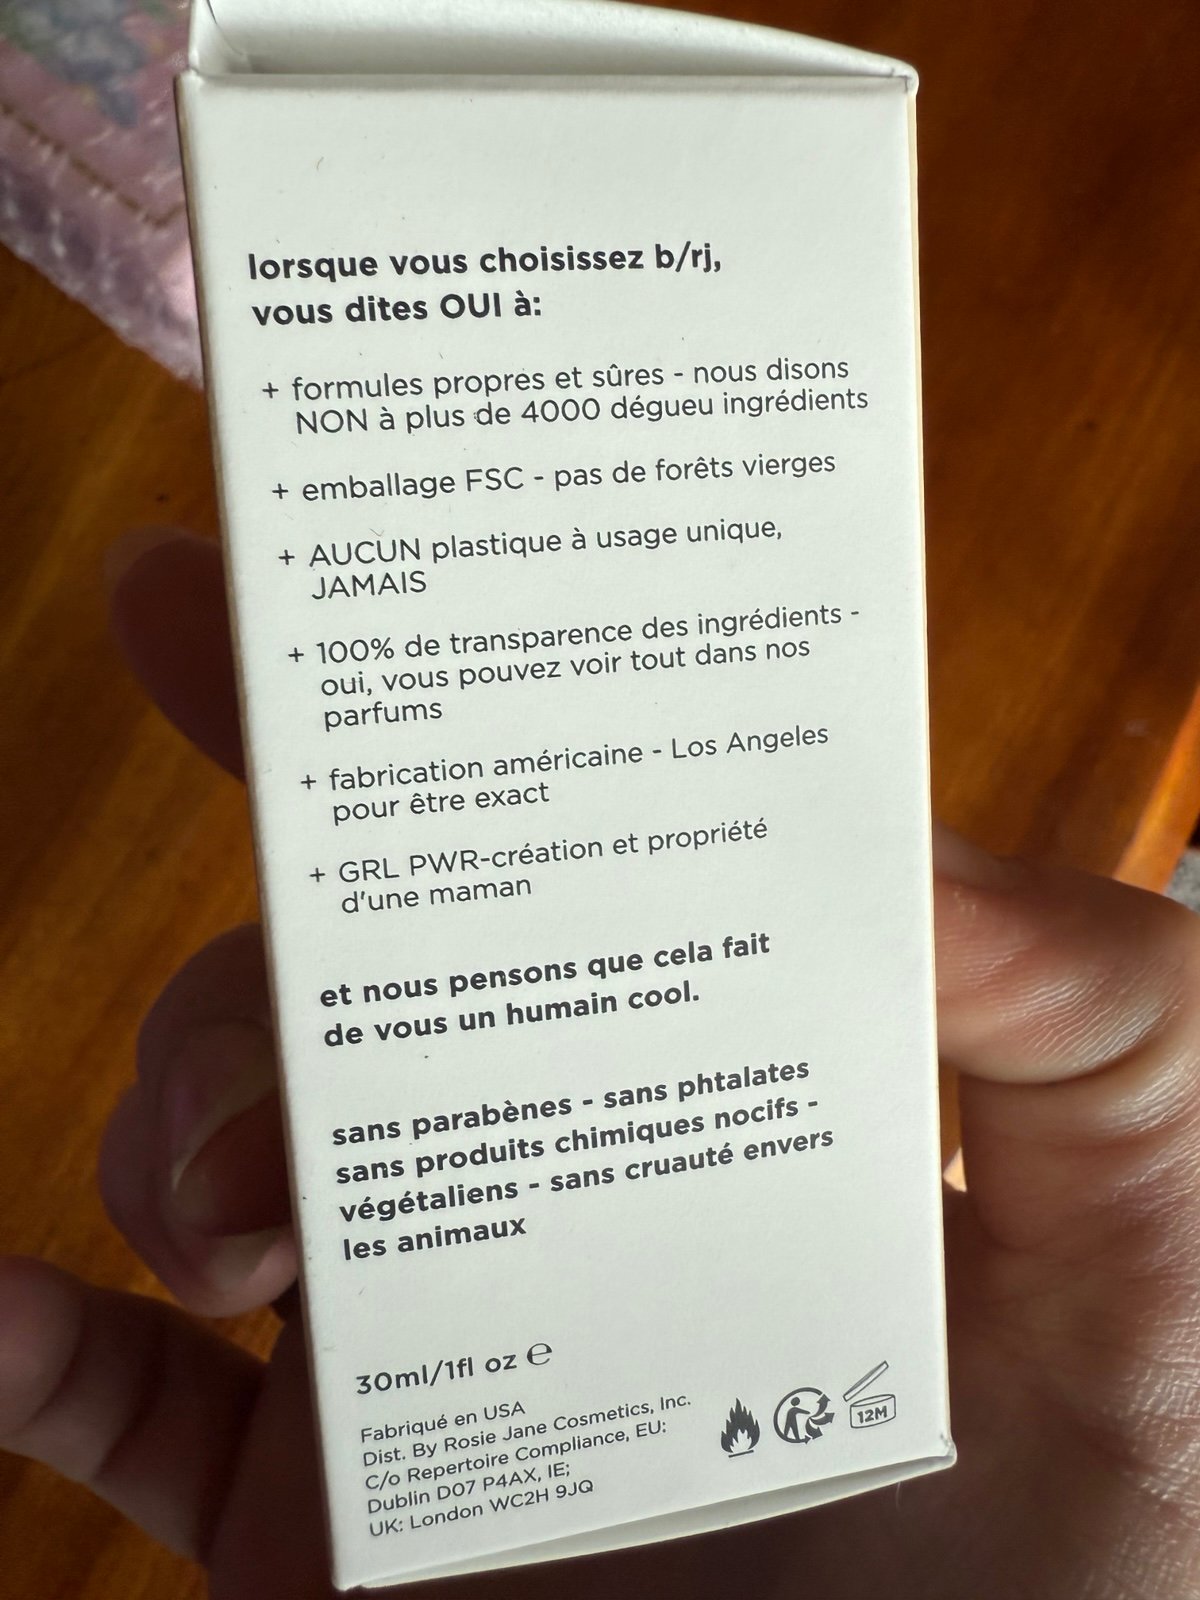 lorsque vous choisissez b/rj,
vous dites OUI à:
+ formules propres et sûres - nous disons
NON à plus de 4000 dégueu ingrédients
+ emballage FSC - pas de forêts vierges
+ AUCUN plastique à usage unique,
JAMAIS
+ 100% de transparence des ingrédients -
oui, vous pouvez voir tout dans nos
parfums
+ fabrication américaine - Los Angeles
pour être exact
+ GRL PWR-création et propriété
d'une maman
et nous pensons que cela fait
de vous un humain cool.
sans parabènes - sans phtalates
sans produits chimiques nocifs -
végétaliens - sans cruauté envers
les animaux
30ml/1fl oz ℮
Fabriqué en USA
Dist. By Rosie Jane Cosmetics, Inc.
C/o Repertoire Compliance, EU:
Dublin D07 P4AX, IE;
UK: London WC2H 9JQ
12M